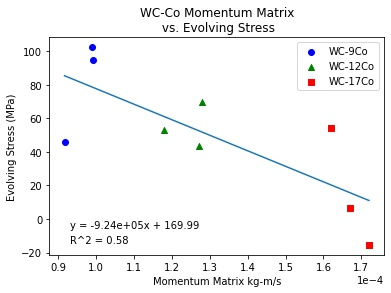 WC-Co Momentum Matrix
vs. Evolving Stress
WC-9Co
WC-12Co
WC-17Co
Evolving Stress (MPa)
100
80
60
40
20
0
−20
y = -9.24e+05x + 169.99
R^2 = 0.58
0.9 1.0 1.1 1.2 1.3 1.4 1.5 1.6 1.7
1e−4
Momentum Matrix kg-m/s